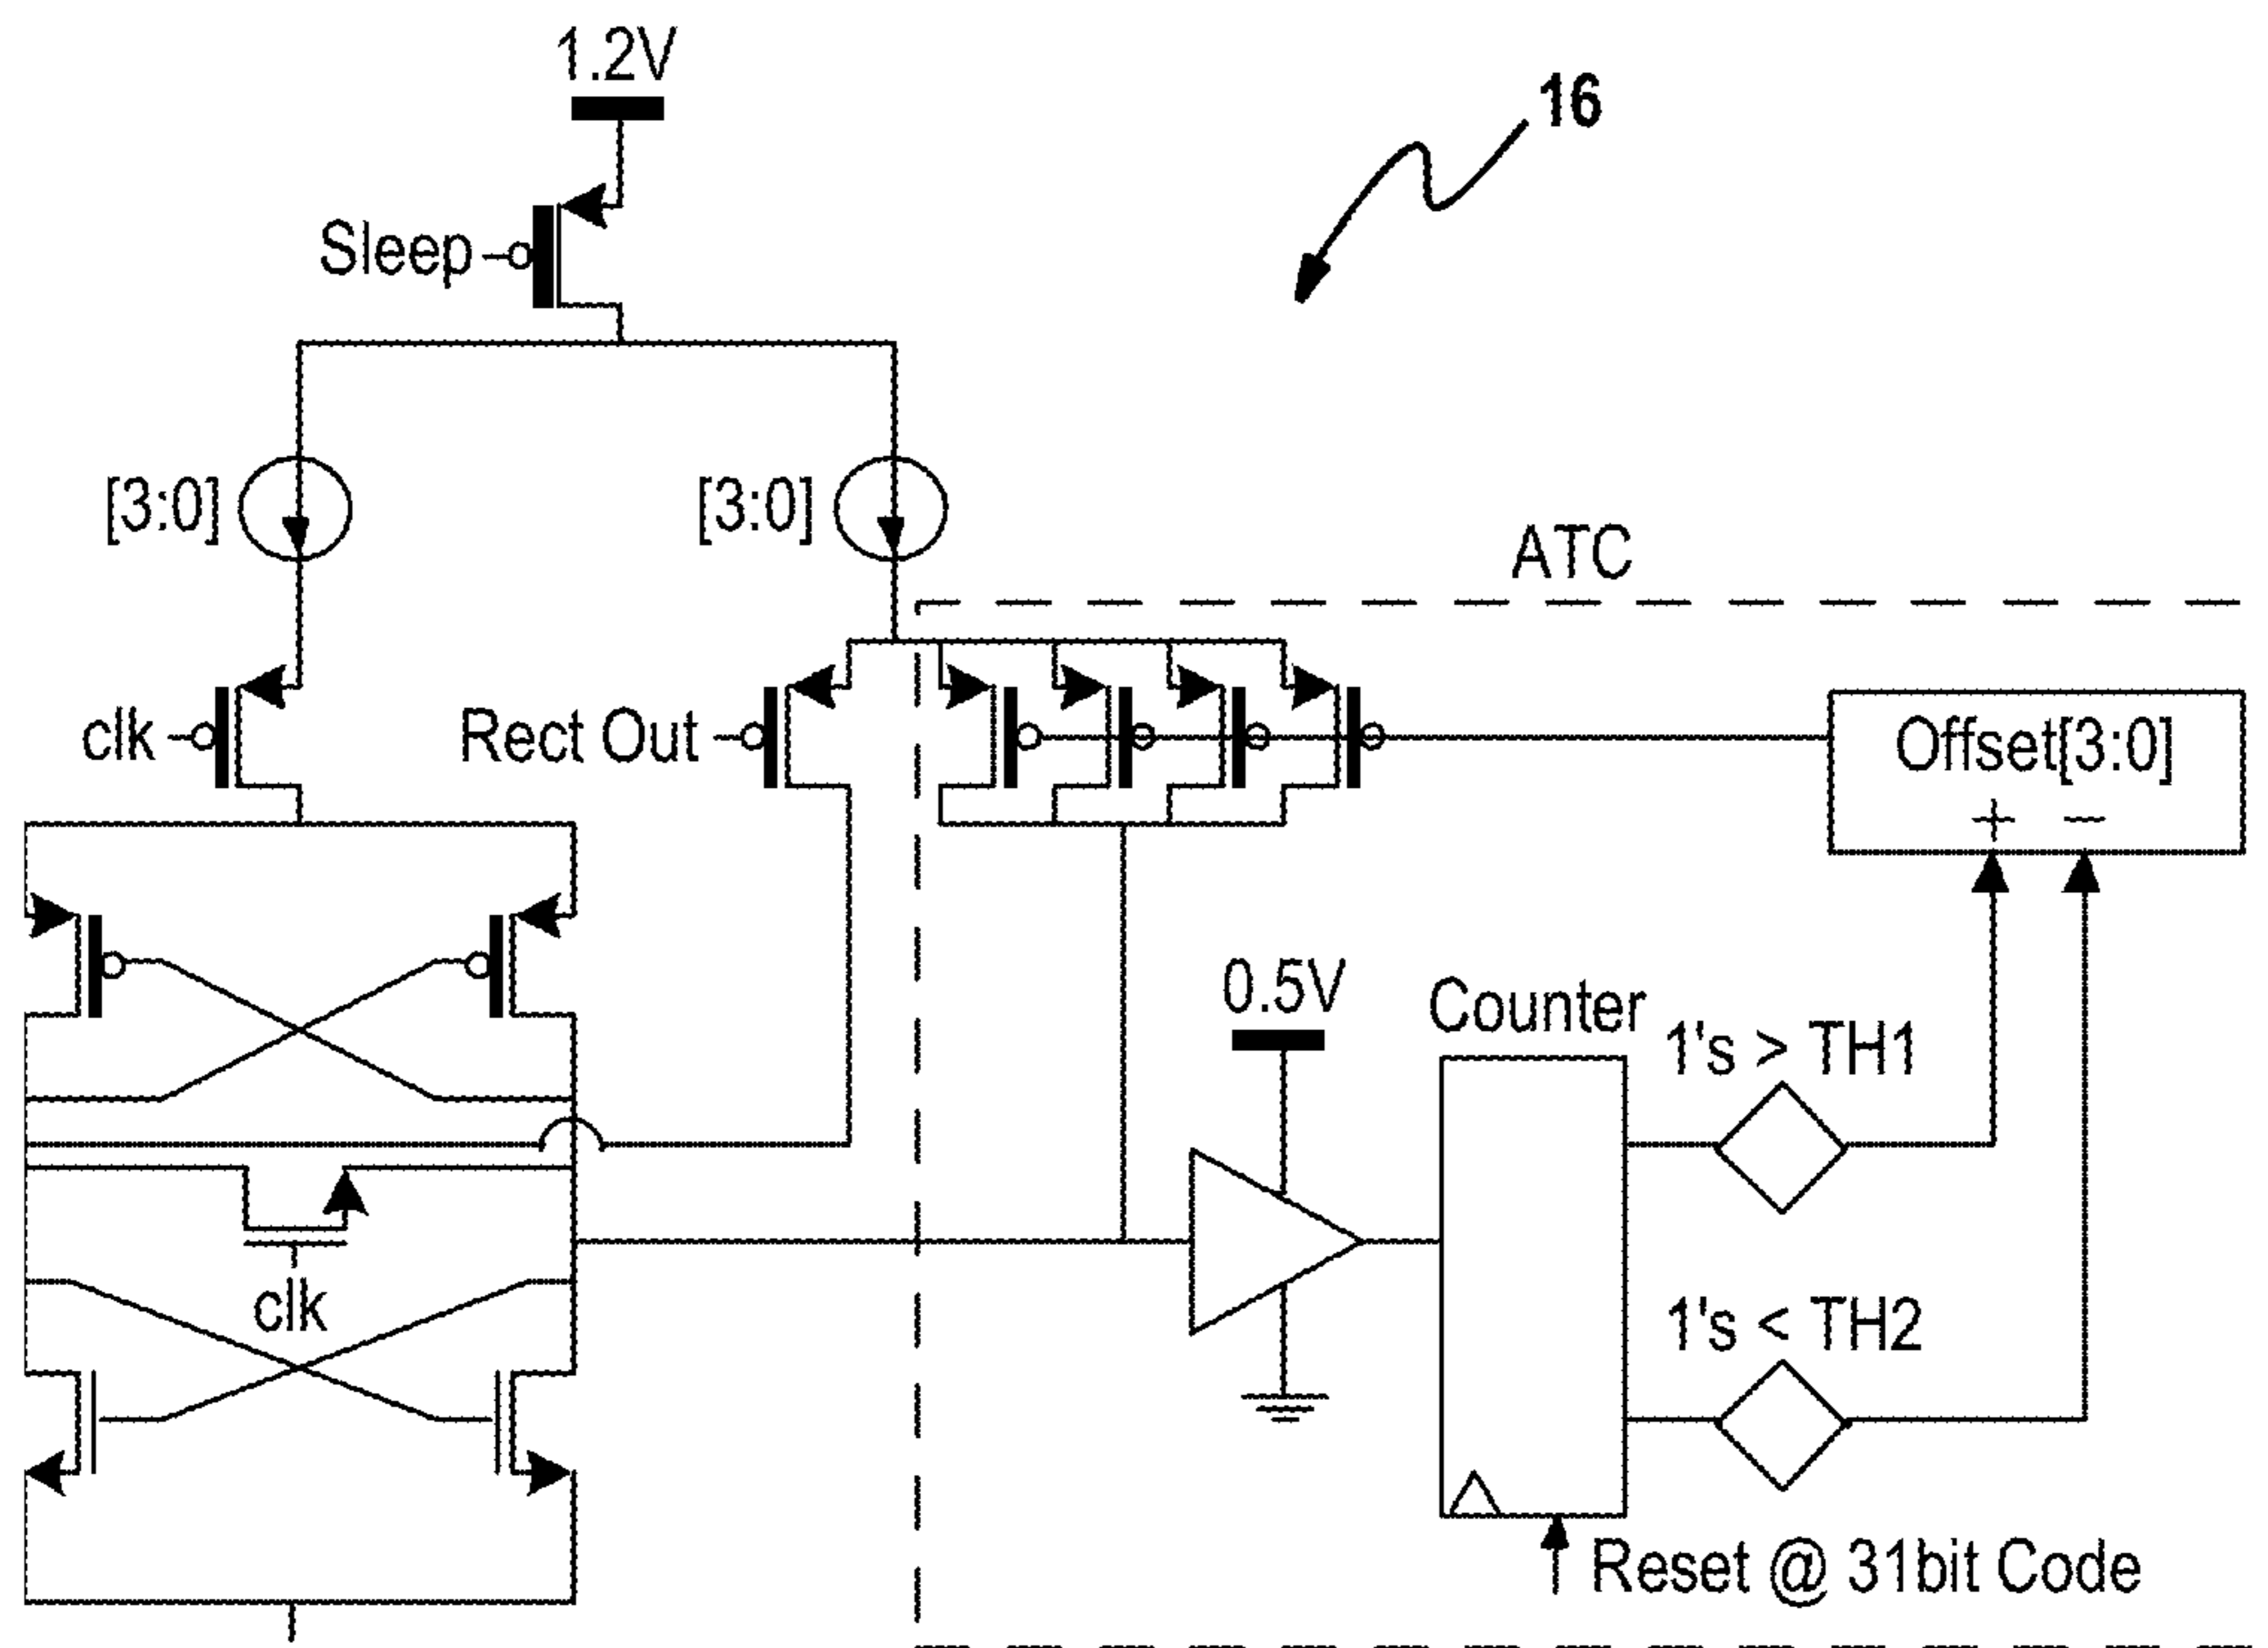 1.2V
16
Sleep
[3:0]
[3:0]
ATC
clk
Rect Out
Offset[3:0]
+ −
0.5V
Counter
1's > TH1
clk
1's < TH2
Reset @ 31bit Code